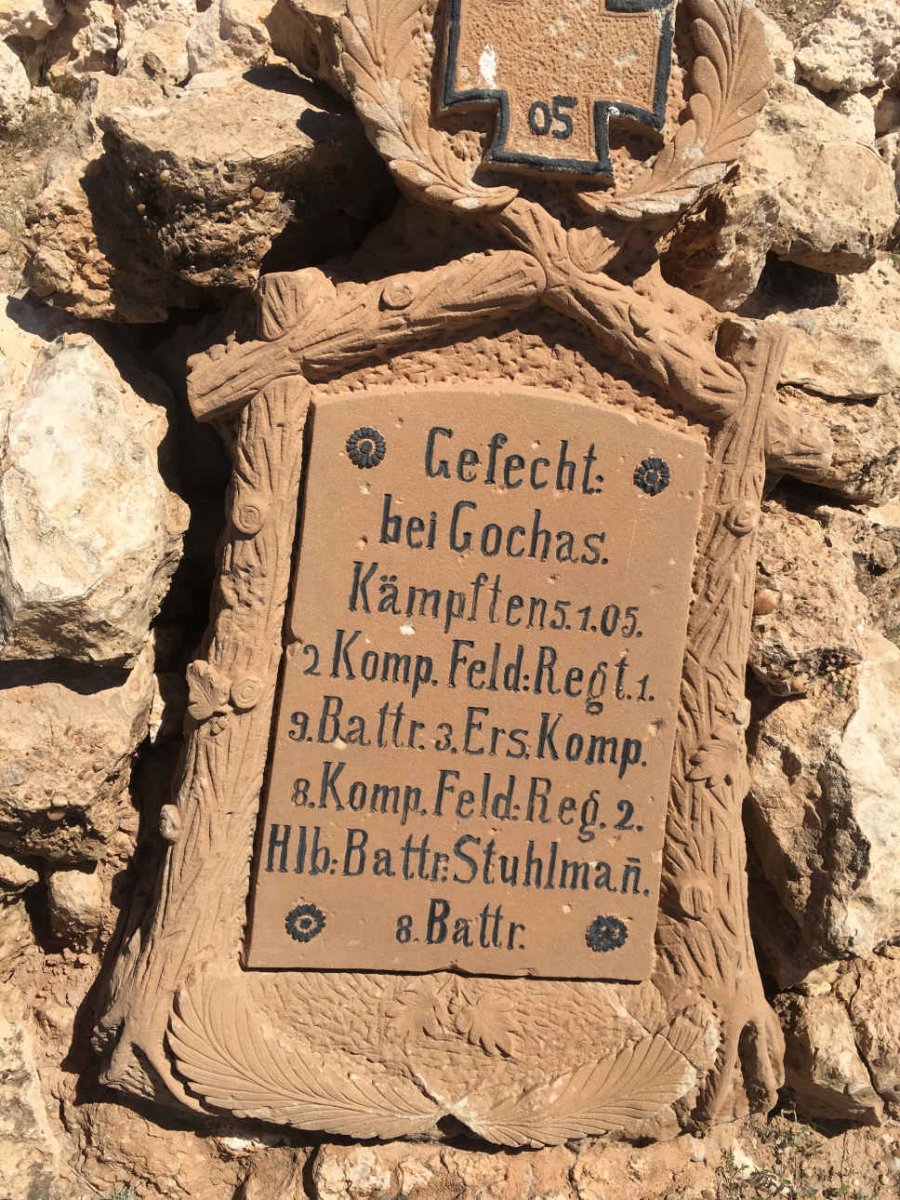 05
Gefecht:
bei Gochas.
Kämpften 5.1.05.
2 Komp. Feld: Regt. 1.
9. Battr. 3. Ers. Komp.
8. Komp. Feld: Reg. 2.
Hlb: Battr: Stuhlman̄.
8. Battr.